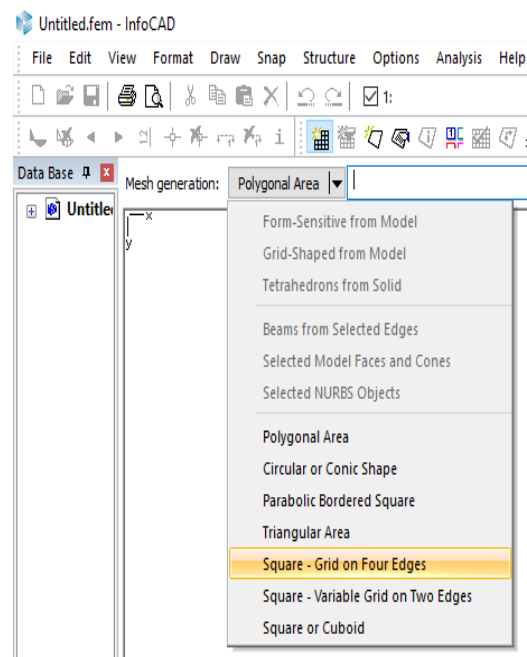 Untitled.fem - InfoCAD
File Edit View Format Draw Snap Structure Options Analysis Help
1:
Data Base
Mesh generation: Polygonal Area
Untitle
x
y
Form-Sensitive from Model
Grid-Shaped from Model
Tetrahedrons from Solid
Beams from Selected Edges
Selected Model Faces and Cones
Selected NURBS Objects
Polygonal Area
Circular or Conic Shape
Parabolic Bordered Square
Triangular Area
Square - Grid on Four Edges
Square - Variable Grid on Two Edges
Square or Cuboid